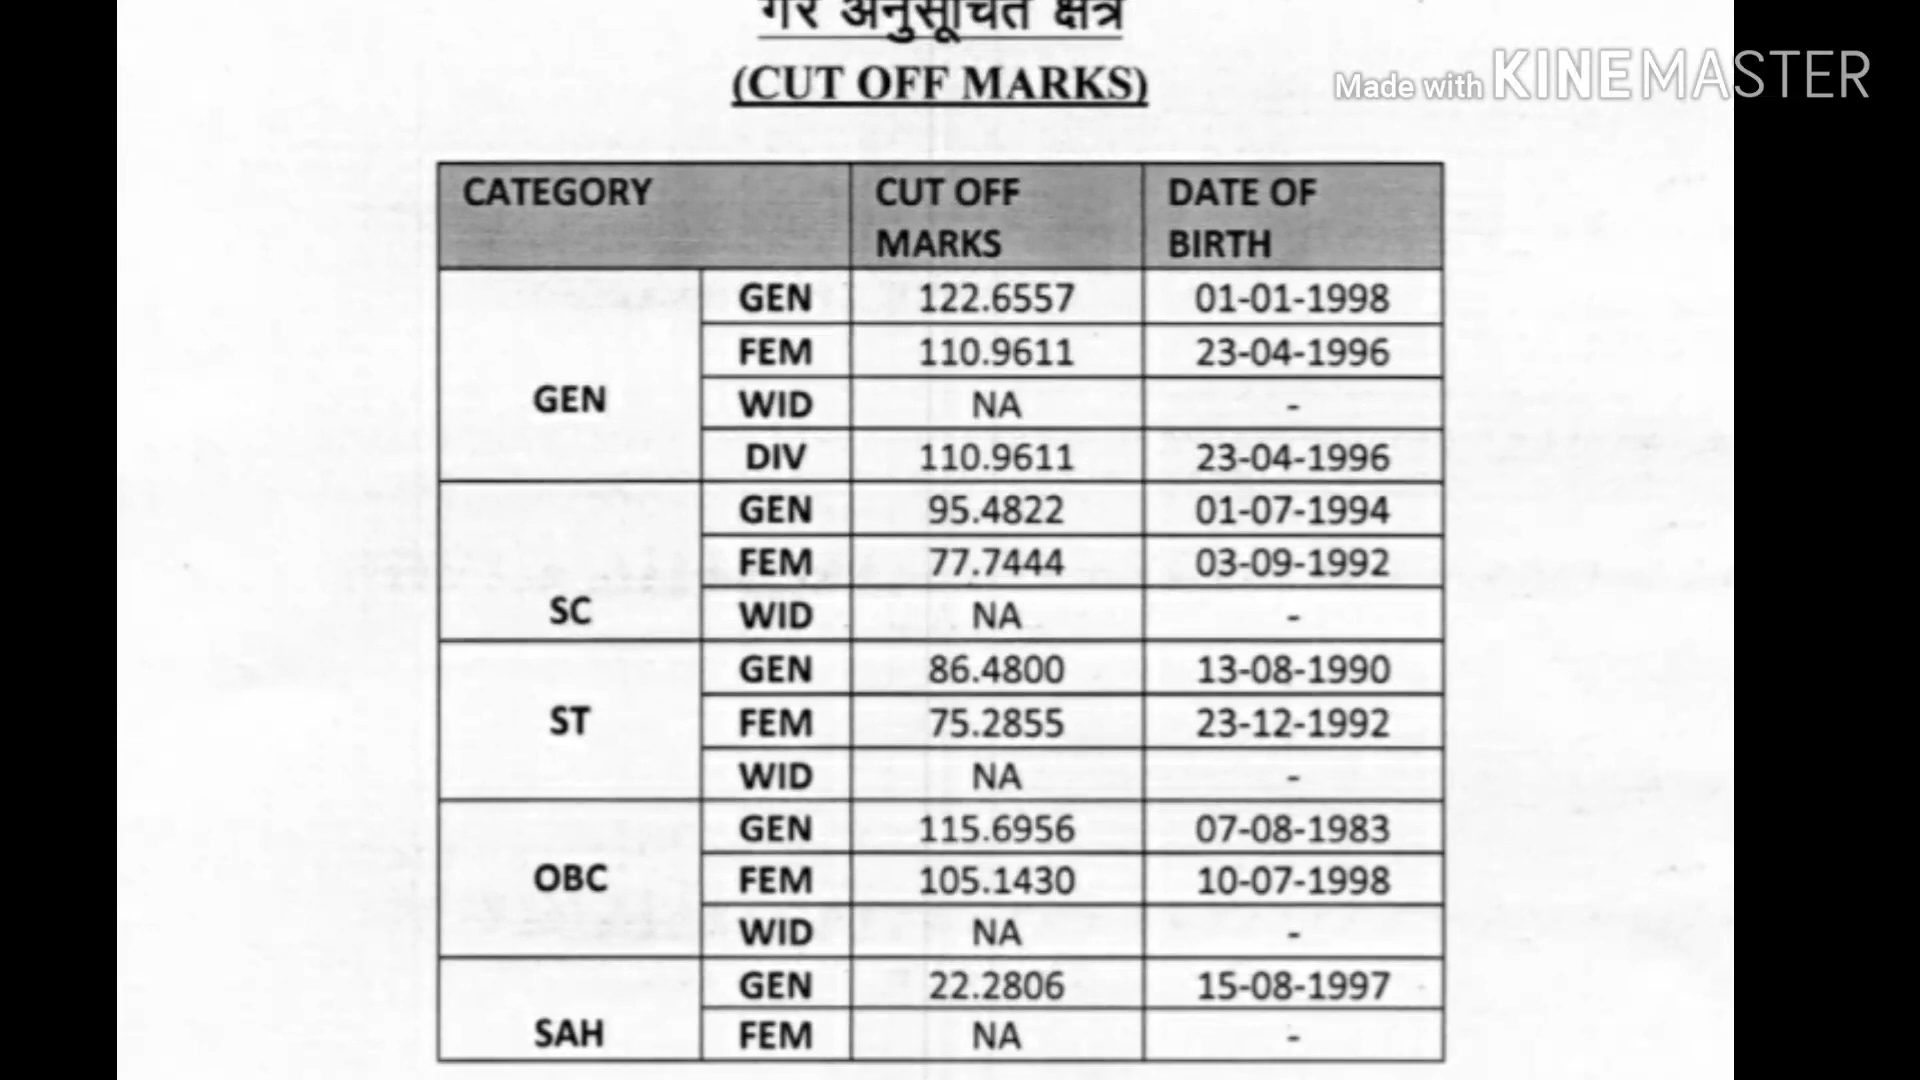 गैर अनुसूचित क्षेत्र
(CUT OFF MARKS)
Made with KINEMASTER
CATEGORY CUT OFF MARKS DATE OF BIRTH
GEN GEN 122.6557 01-01-1998
FEM 110.9611 23-04-1996
WID NA -
DIV 110.9611 23-04-1996
SC GEN 95.4822 01-07-1994
FEM 77.7444 03-09-1992
WID NA -
ST GEN 86.4800 13-08-1990
FEM 75.2855 23-12-1992
WID NA -
OBC GEN 115.6956 07-08-1983
FEM 105.1430 10-07-1998
WID NA -
SAH GEN 22.2806 15-08-1997
FEM NA -